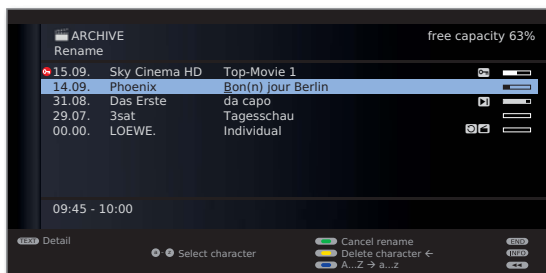 ARCHIVE free capacity 63%
Rename
15.09. Sky Cinema HD Top-Movie 1
14.09. Phoenix Bon(n) jour Berlin
31.08. Das Erste da capo
29.07. 3sat Tagesschau
00.00. LOEWE. Individual
09:45 - 10:00
TEXT Detail Cancel rename END
0-9 Select character Delete character ← INFO
A...Z → a...z